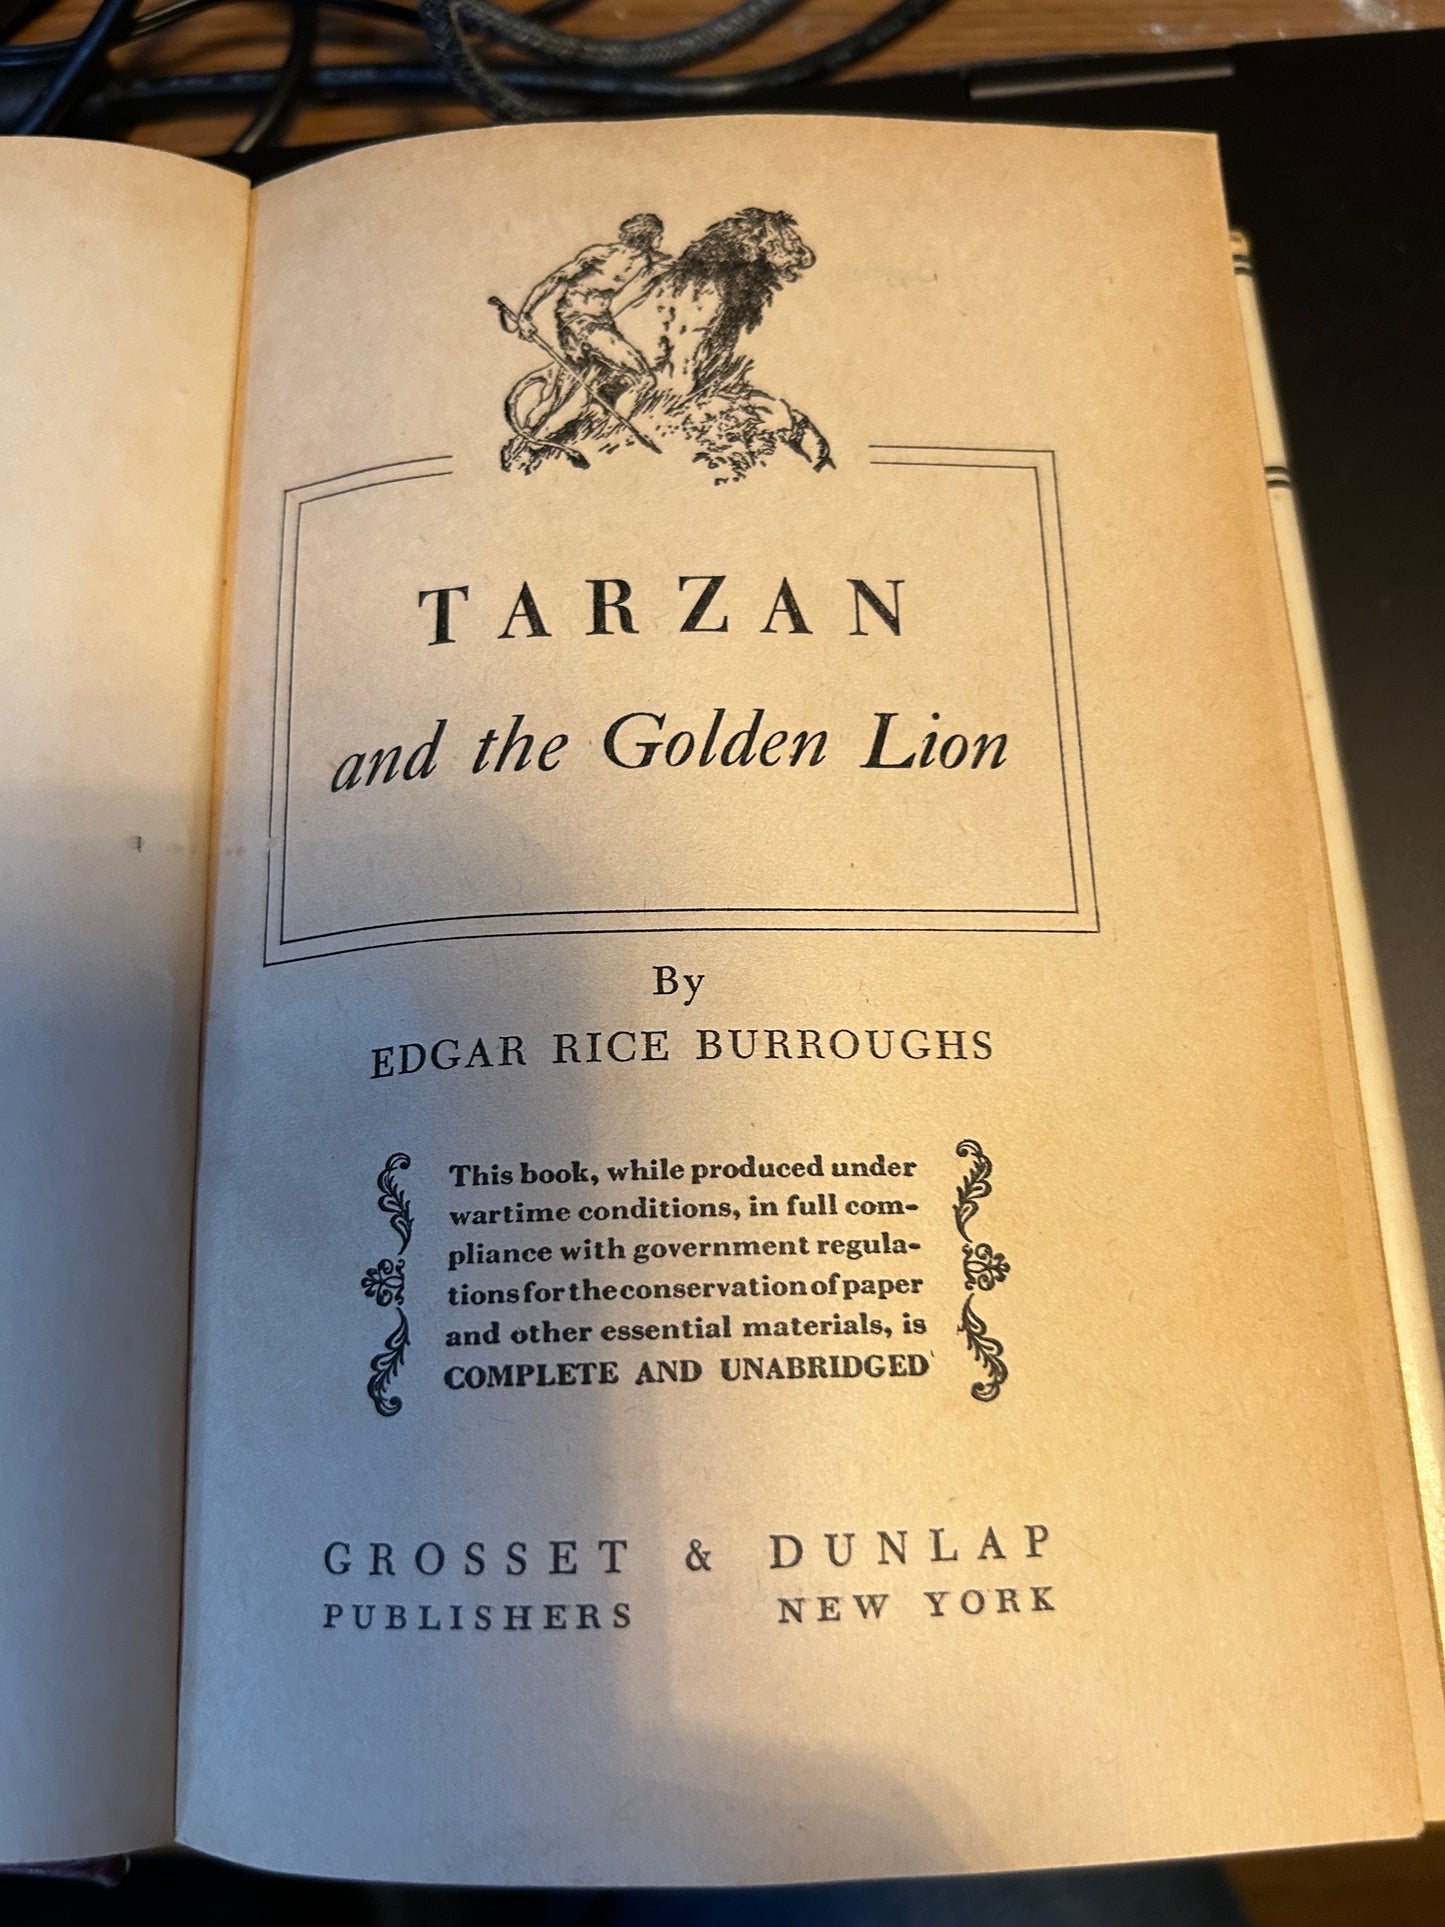 TARZAN
and the Golden Lion
By
EDGAR RICE BURROUGHS
This book, while produced under
wartime conditions, in full com-
pliance with government regula-
tions for the conservation of paper
and other essential materials, is
COMPLETE AND UNABRIDGED
GROSSET & DUNLAP
PUBLISHERS NEW YORK